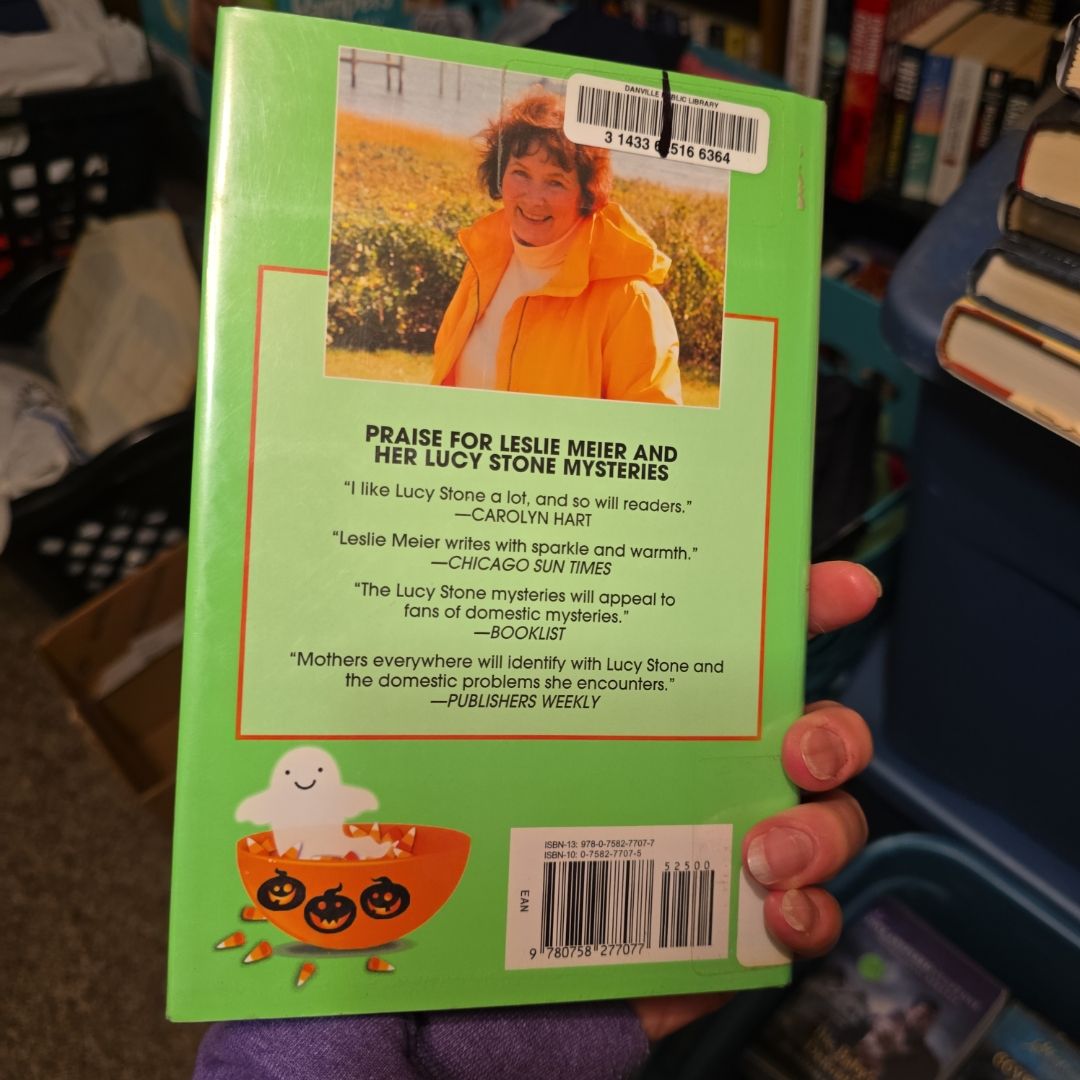 DANVILLE PUBLIC LIBRARY
3 1433 516 6364
PRAISE FOR LESLIE MEIER AND
HER LUCY STONE MYSTERIES
“I like Lucy Stone a lot, and so will readers.”
—CAROLYN HART
“Leslie Meier writes with sparkle and warmth.”
—CHICAGO SUN TIMES
“The Lucy Stone mysteries will appeal to
fans of domestic mysteries.”
—BOOKLIST
“Mothers everywhere will identify with Lucy Stone and
the domestic problems she encounters.”
—PUBLISHERS WEEKLY
ISBN-13: 978-0-7582-7707-7
ISBN-10: 0-7582-7707-5
52500
EAN
9 780758 277077
Pampers